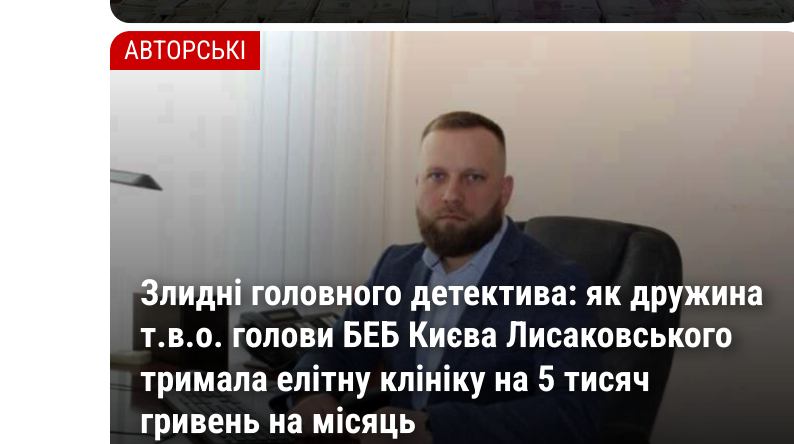 АВТОРСЬКІ
Злидні головного детектива: як дружина
т.в.о. голови БЕБ Києва Лисаковського
тримала елітну клініку на 5 тисяч
гривень на місяць